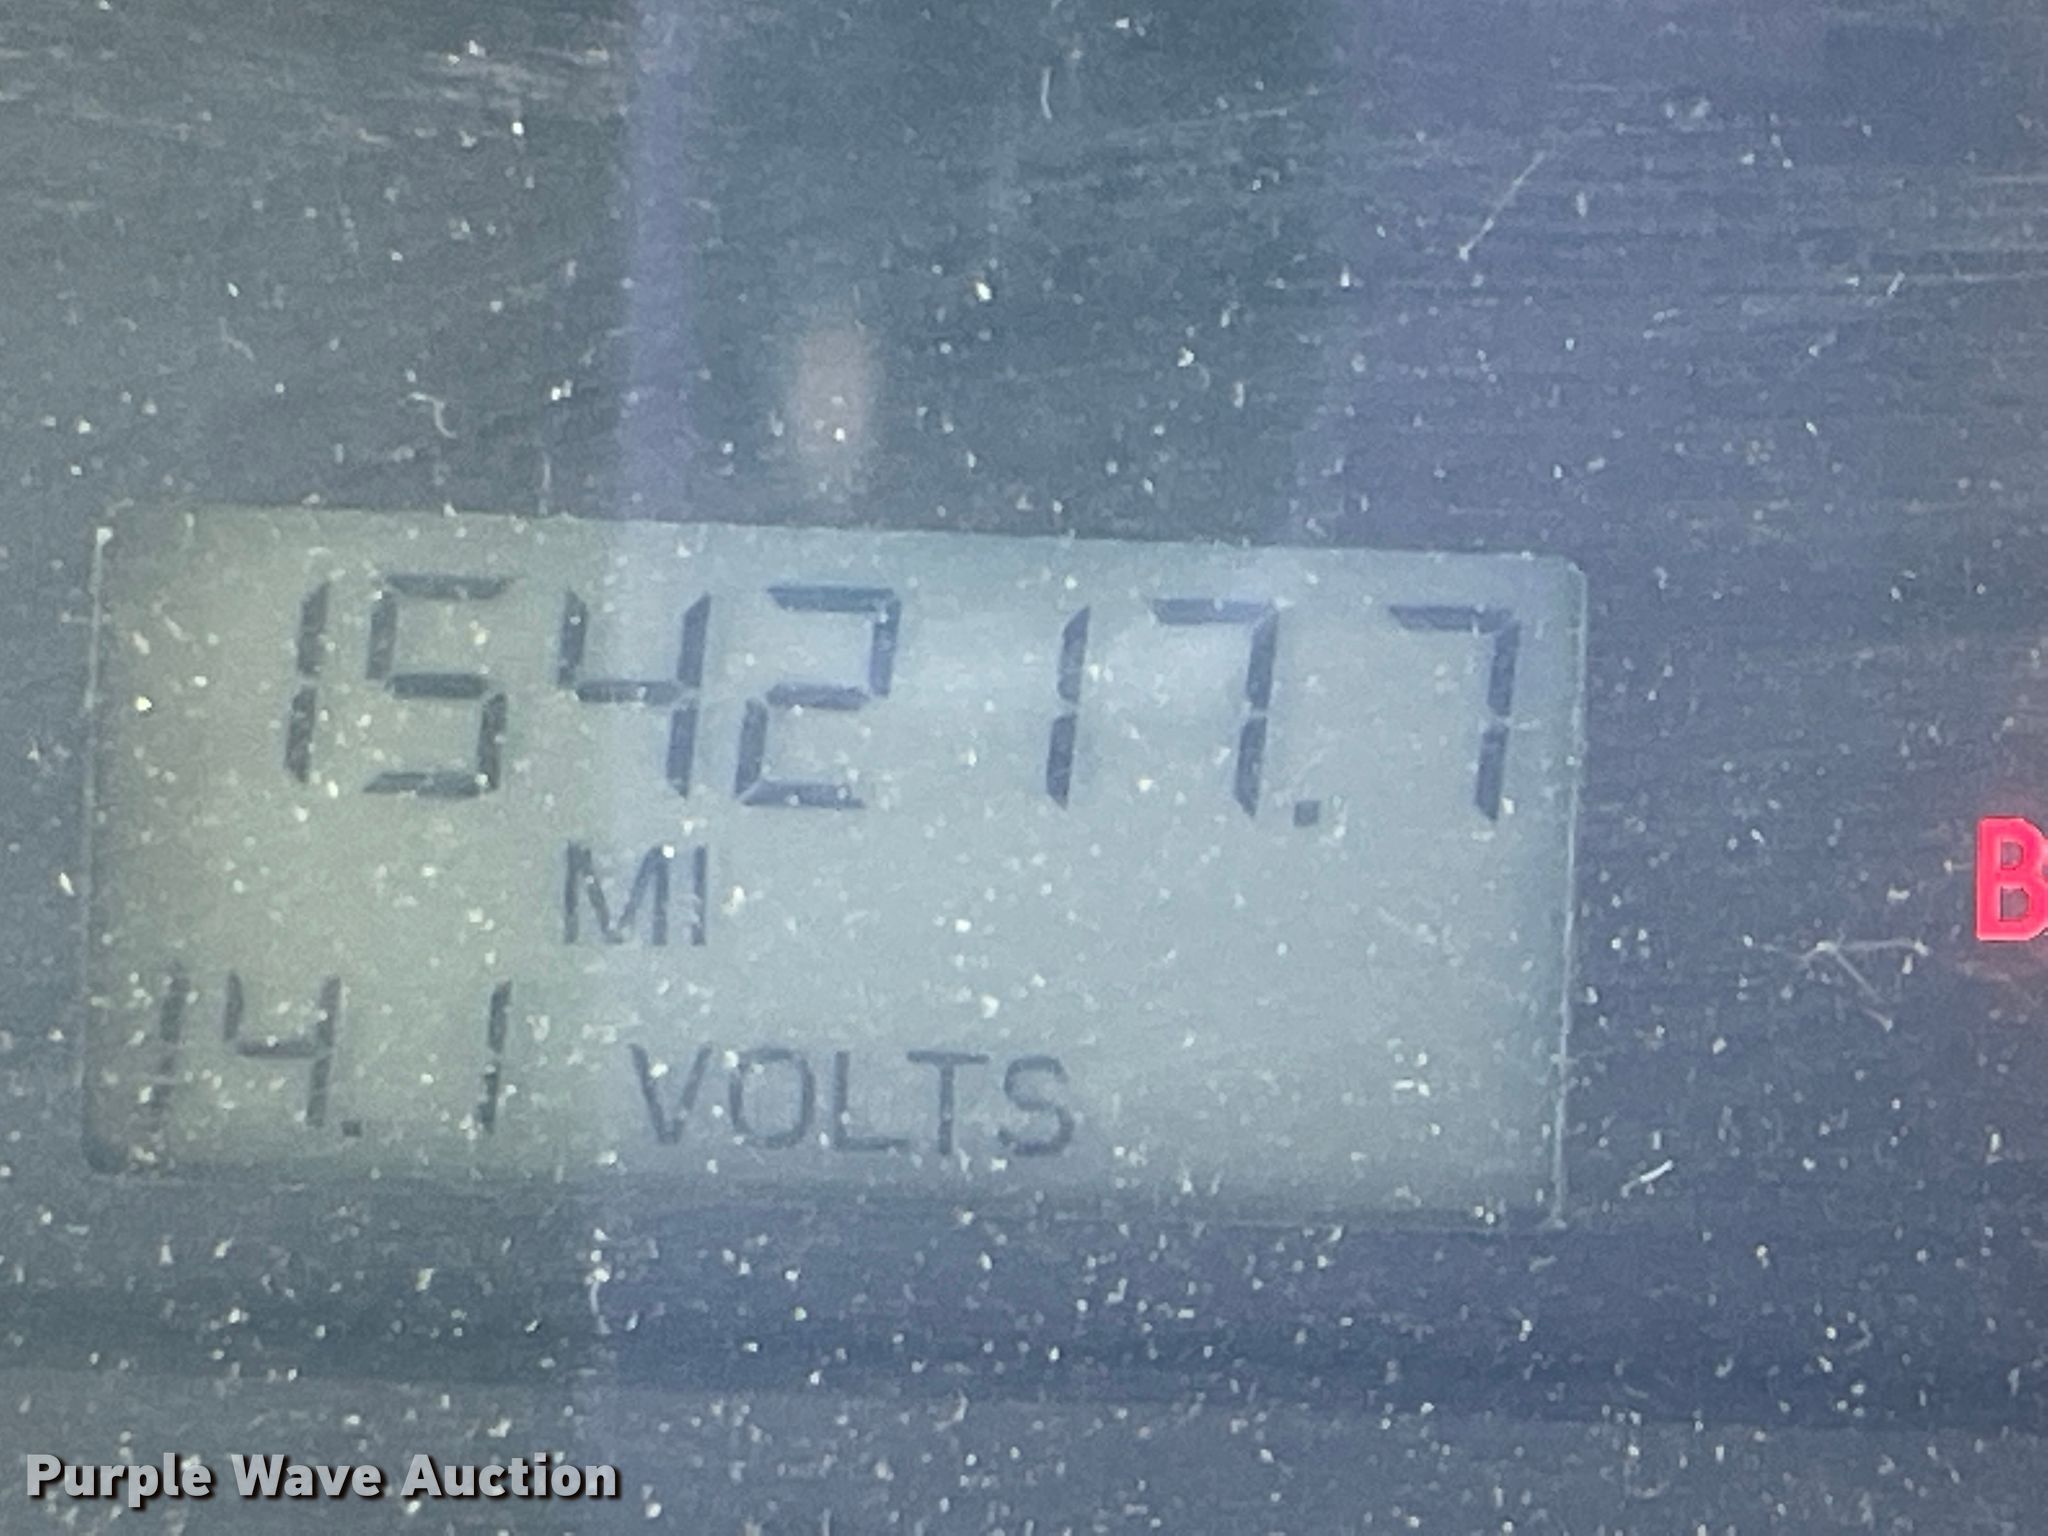 154217.7
MI
14.1 VOLTS
B
Purple Wave Auction